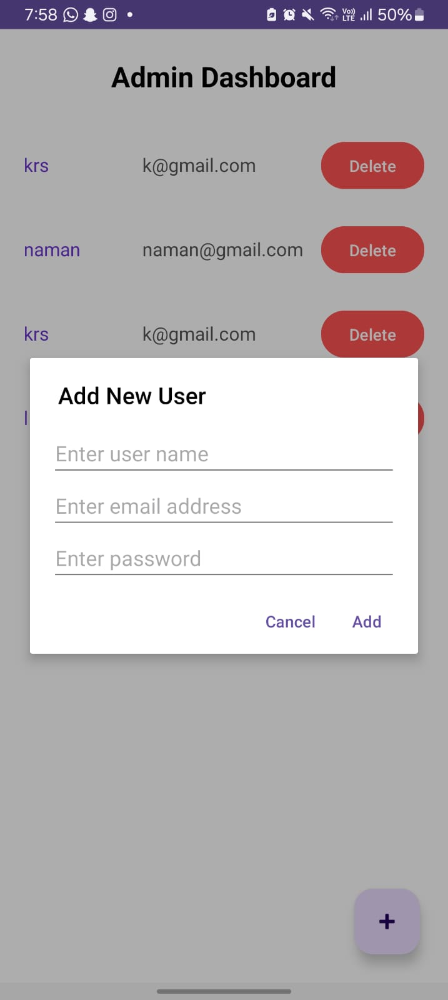 7:58 50%
Vo))
LTE
Admin Dashboard
krs k@gmail.com Delete
naman naman@gmail.com Delete
krs k@gmail.com Delete
Add New User
Enter user name
Enter email address
Enter password
Cancel Add
+